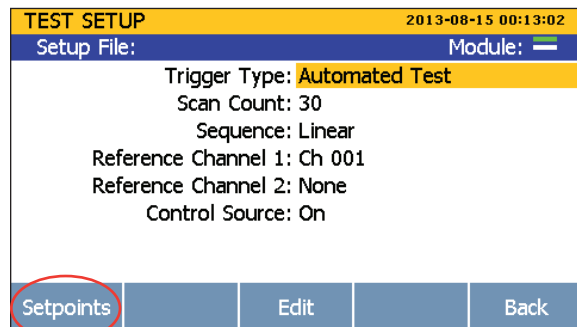 TEST SETUP 2013-08-15 00:13:02
Setup File: Module:
Trigger Type: Automated Test
Scan Count: 30
Sequence: Linear
Reference Channel 1: Ch 001
Reference Channel 2: None
Control Source: On
Setpoints Edit Back